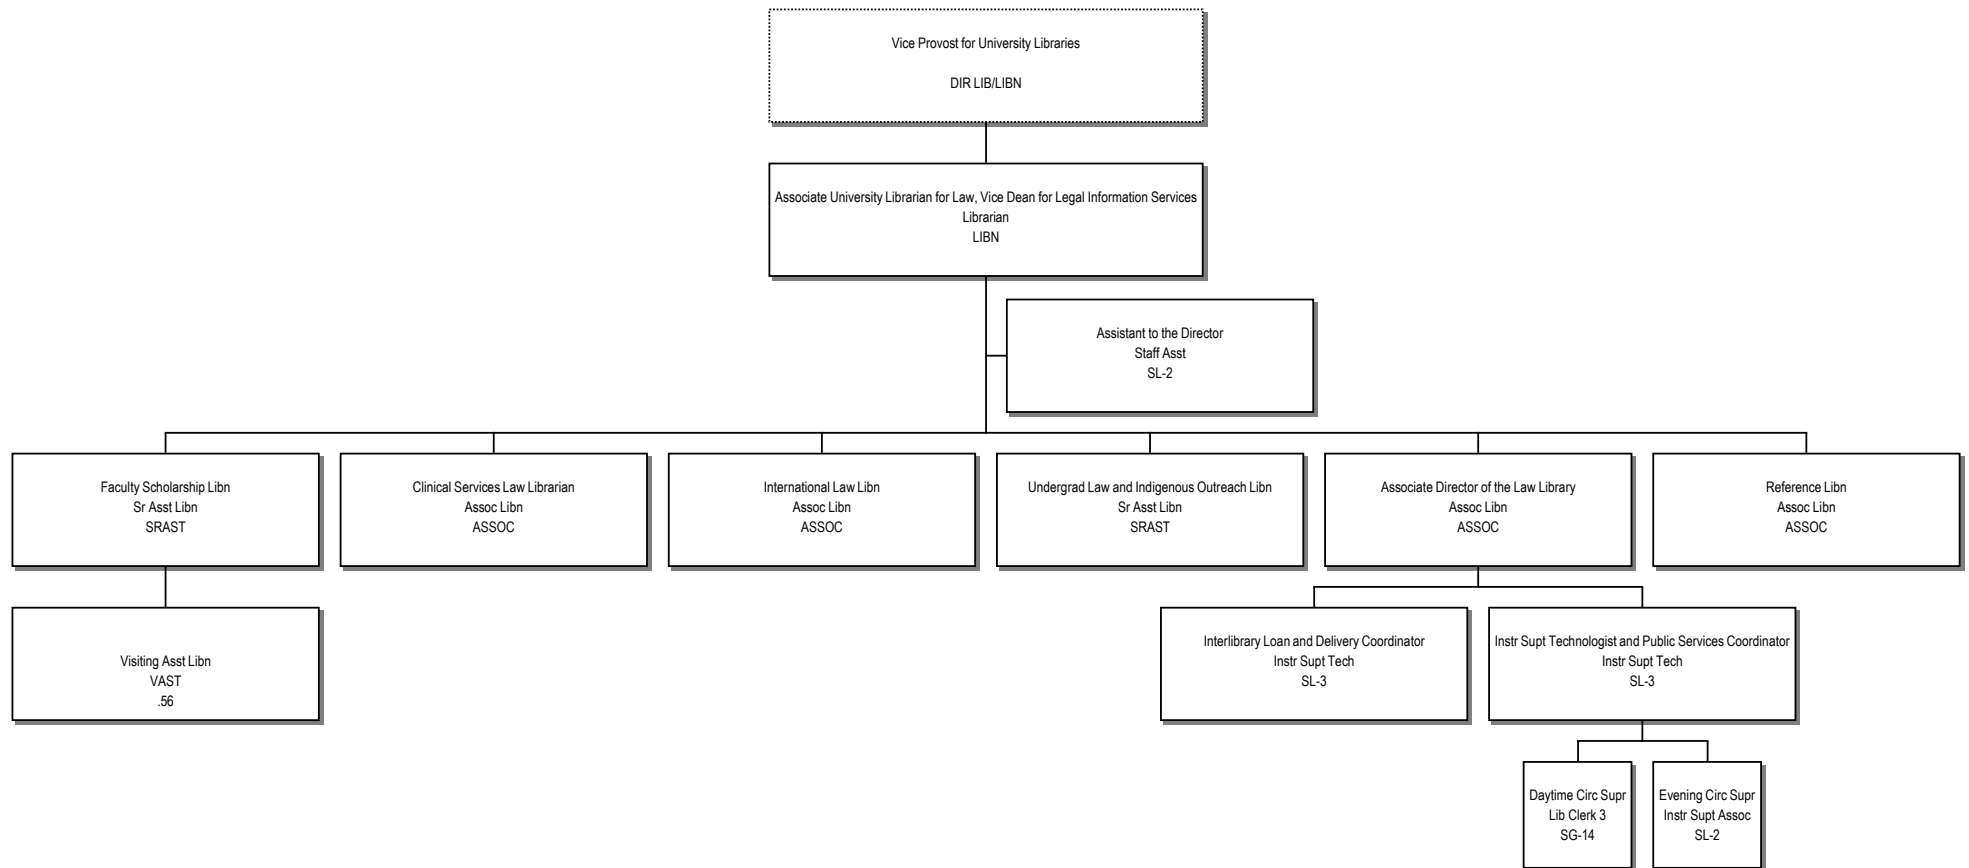 Vice Provost for University Libraries
DIR LIB/LIBN
Associate University Librarian for Law, Vice Dean for Legal Information Services
Librarian
LIBN
Assistant to the Director
Staff Asst
SL-2
Faculty Scholarship Libn
Sr Asst Libn
SRAST
Clinical Services Law Librarian
Assoc Libn
ASSOC
International Law Libn
Assoc Libn
ASSOC
Undergrad Law and Indigenous Outreach Libn
Sr Asst Libn
SRAST
Associate Director of the Law Library
Assoc Libn
ASSOC
Reference Libn
Assoc Libn
ASSOC
Visiting Asst Libn
VAST
.56
Interlibrary Loan and Delivery Coordinator
Instr Supt Tech
SL-3
Instr Supt Technologist and Public Services Coordinator
Instr Supt Tech
SL-3
Daytime Circ Supr
Lib Clerk 3
SG-14
Evening Circ Supr
Instr Supt Assoc
SL-2